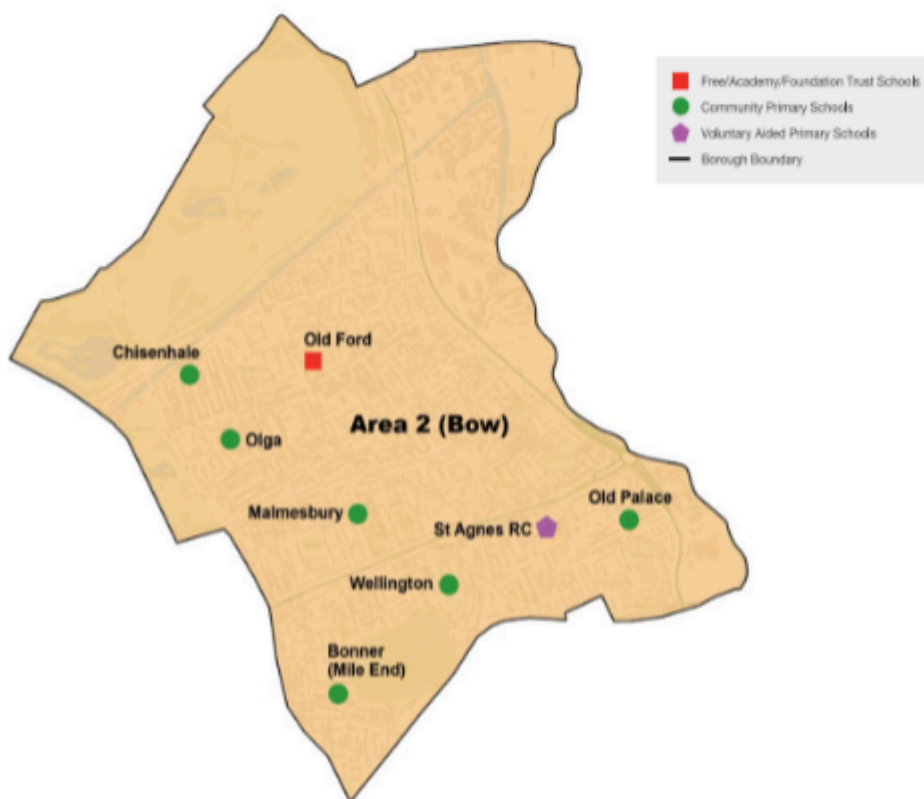 Free/Academy/Foundation Trust Schools
Community Primary Schools
Voluntary Aided Primary Schools
Borough Boundary
Old Ford
Chisenhale
Olga
Area 2 (Bow)
Malmesbury
Old Palace
St Agnes RC
Wellington
Bonner
(Mile End)